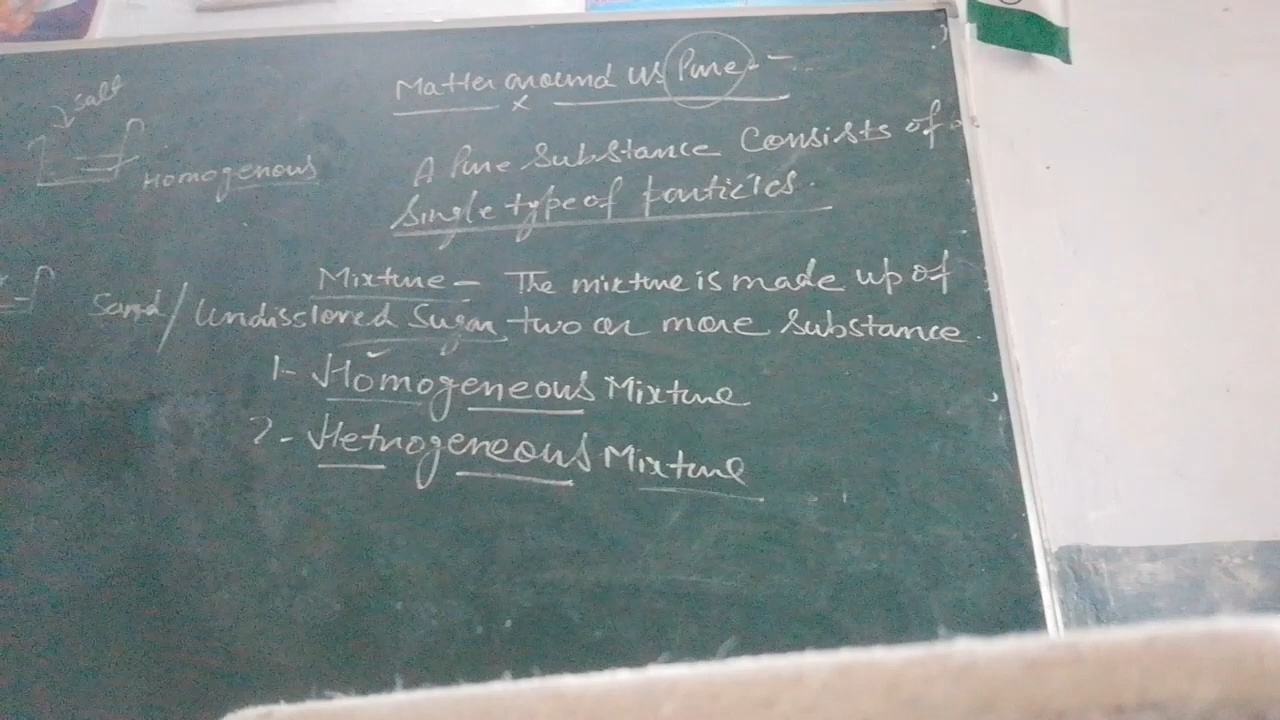 Matter around us Pure - - ..
salt
Homogenous
A Pure Substance Consists of a
Single type of particles.
Mixture - The mixture is made up of
two or more substance.
Sand / Undisslored Sugar
1- Homogeneous Mixture
2- Hetrogeneous Mixture